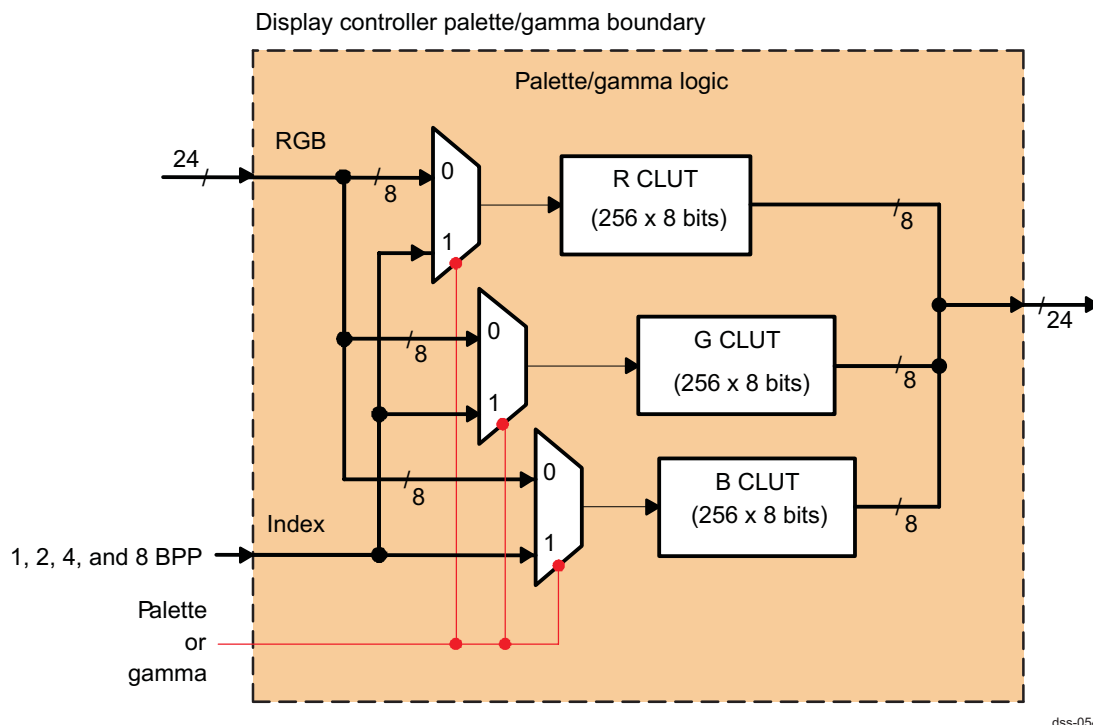 Display controller palette/gamma boundary
Palette/gamma logic
RGB
24
8
0
1
R CLUT
(256 x 8 bits)
8
24
8
0
1
G CLUT
(256 x 8 bits)
8
8
0
1
B CLUT
(256 x 8 bits)
8
Index
1, 2, 4, and 8 BPP
Palette
or
gamma